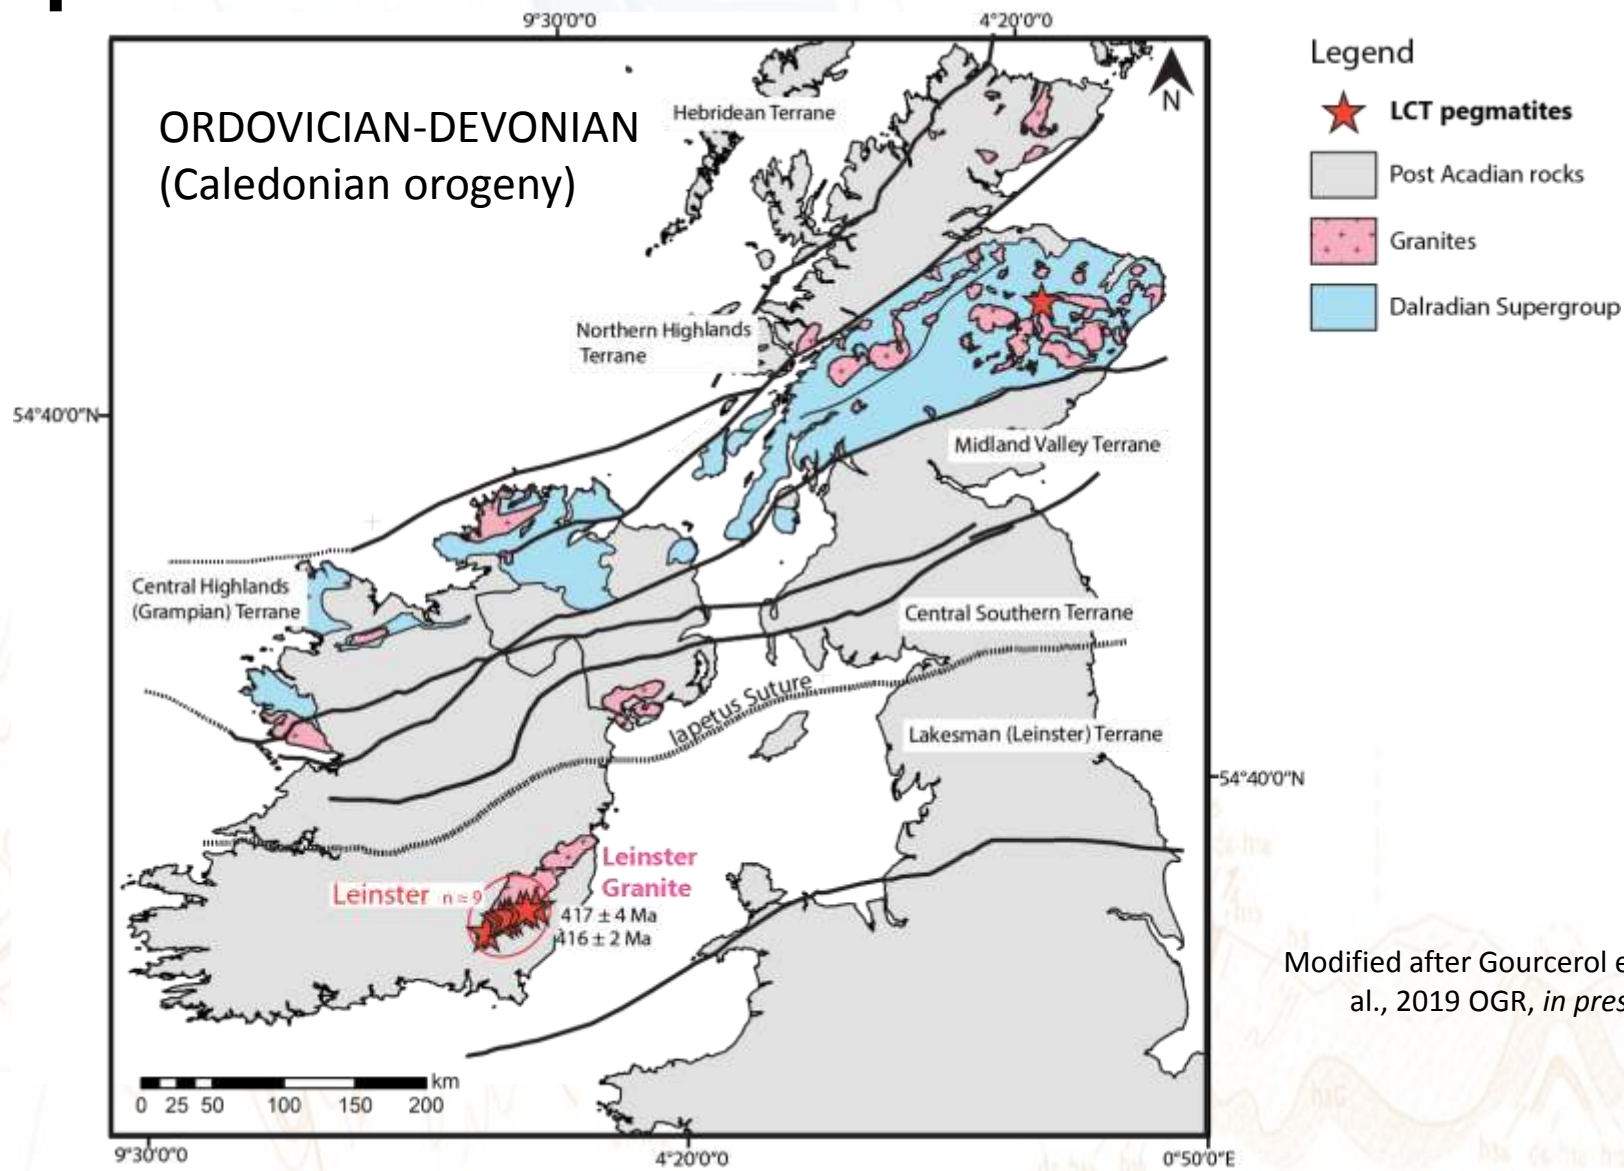 9°30'0"0
4°20'0"0
ORDOVICIAN-DEVONIAN
(Caledonian orogeny)
Hebridean Terrane
N
Northern Highlands
Terrane
54°40'0"N
Midland Valley Terrane
Central Highlands
(Grampian) Terrane
Central Southern Terrane
Iapetus Suture
Lakesman (Leinster) Terrane
54°40'0"N
Leinster
Granite
Leinster n = 9
417 ± 4 Ma
416 ± 2 Ma
km
0 25 50 100 150 200
9°30'0"0
4°20'0"0
0°50'0"E
Legend
LCT pegmatites
Post Acadian rocks
Granites
Dalradian Supergroup
Modified after Gourcerol e
al., 2019 OGR, in pres